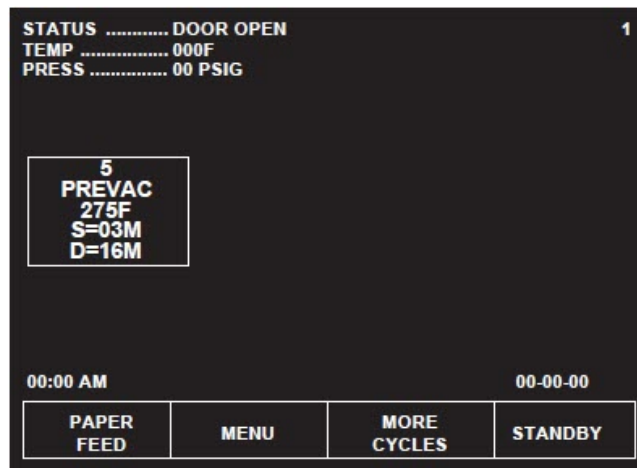 STATUS ............ DOOR OPEN 1
TEMP ................. 000F
PRESS ............... 00 PSIG
5
PREVAC
275F
S=03M
D=16M
00:00 AM 00-00-00
PAPER FEED MENU MORE CYCLES STANDBY